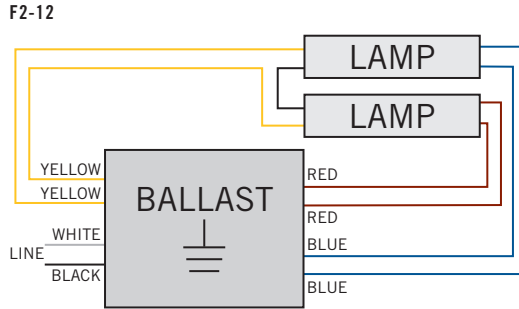 F2-12
LAMP
LAMP
YELLOW
YELLOW
BALLAST
RED
RED
WHITE
LINE
BLACK
BLUE
BLUE